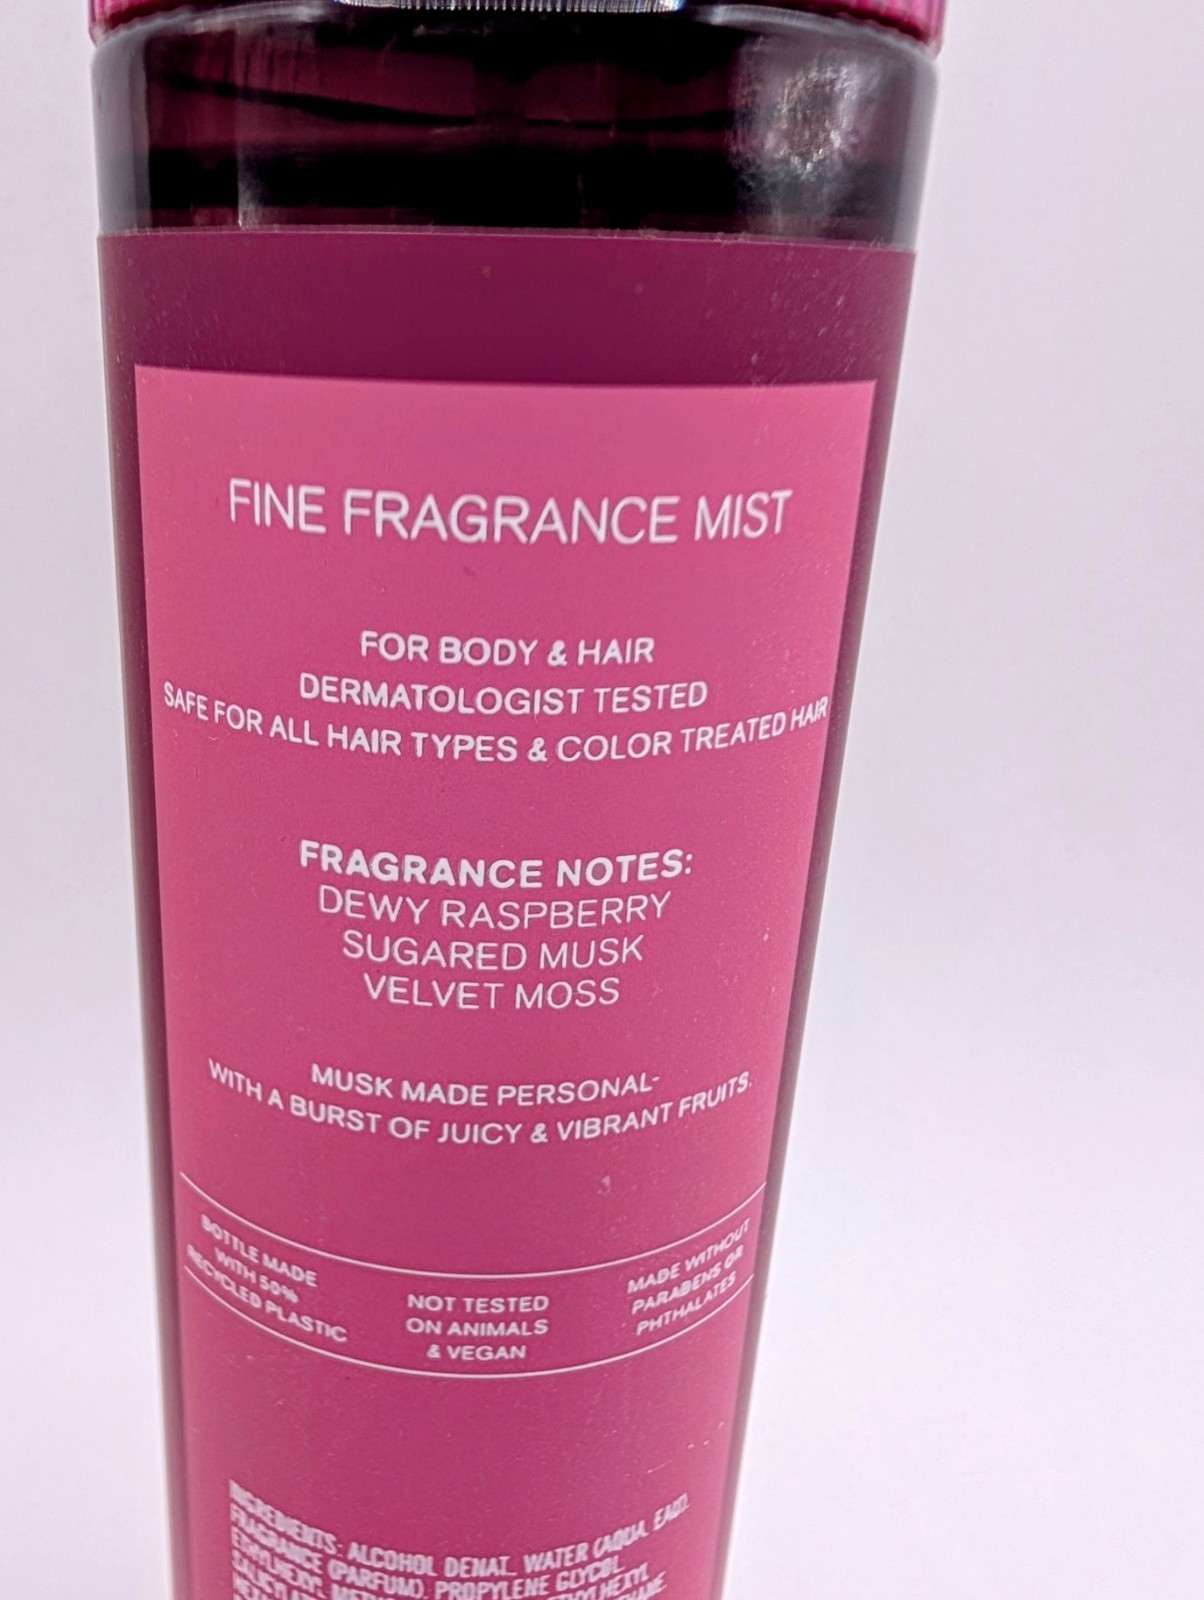 FINE FRAGRANCE MIST
FOR BODY & HAIR
DERMATOLOGIST TESTED
SAFE FOR ALL HAIR TYPES & COLOR TREATED HAIR
FRAGRANCE NOTES:
DEWY RASPBERRY
SUGARED MUSK
VELVET MOSS
MUSK MADE PERSONAL-
WITH A BURST OF JUICY & VIBRANT FRUITS.
BOTTLE MADE
WITH 50%
RECYCLED PLASTIC
NOT TESTED
ON ANIMALS
& VEGAN
MADE WITHOUT
PARABENS OR
PHTHALATES
INGREDIENTS: ALCOHOL DENAT. WATER (AQUA, EAU),
FRAGRANCE (PARFUM), PROPYLENE GLYCOL,